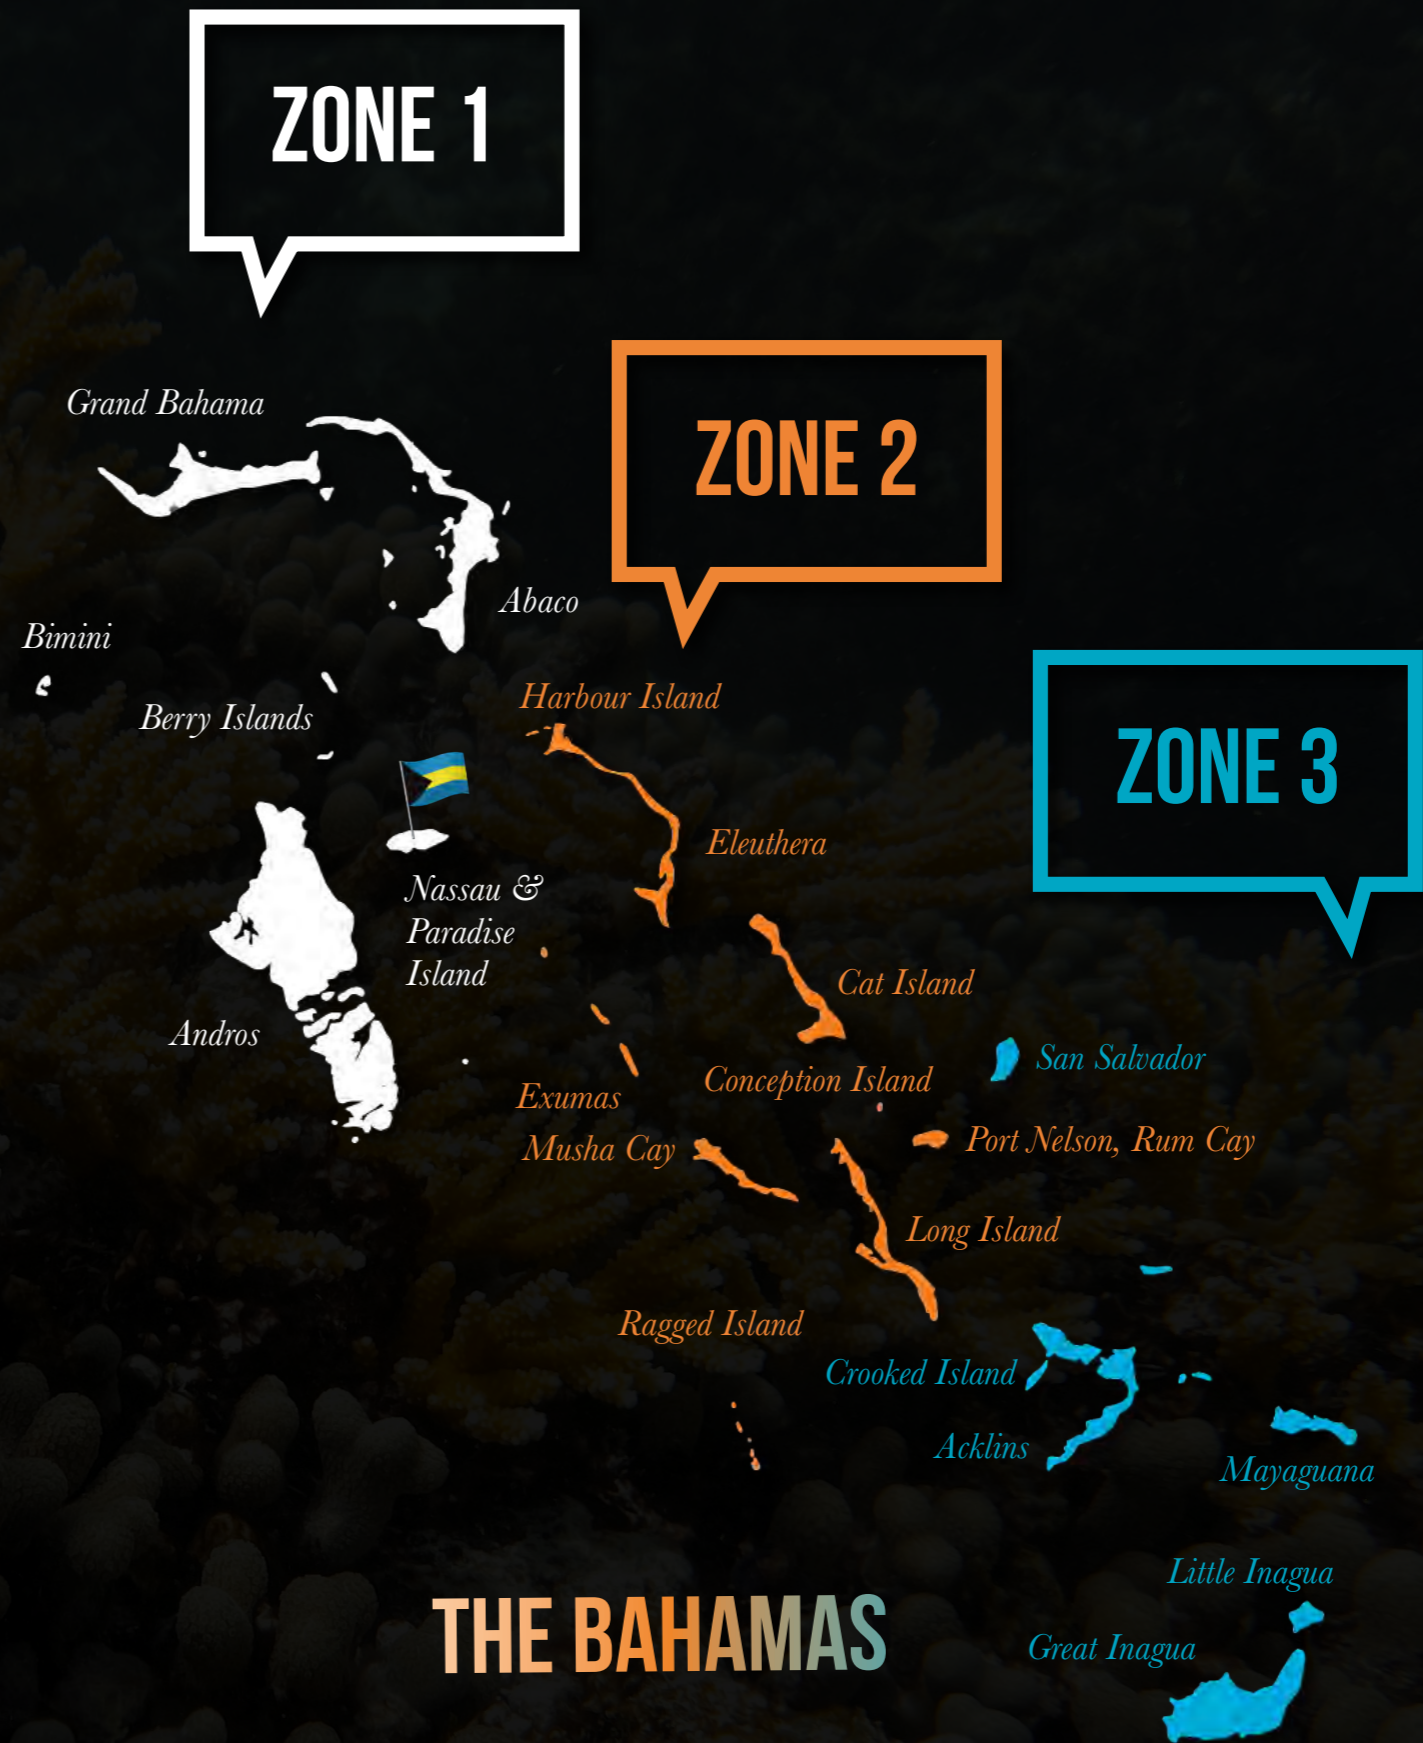 ZONE 1
Grand Bahama
ZONE 2
Abaco
Bimini
Harbour Island
Berry Islands
ZONE 3
Eleuthera
Nassau &
Paradise
Island
Cat Island
Andros
San Salvador
Conception Island
Exumas
Port Nelson, Rum Cay
Musha Cay
Long Island
Ragged Island
Crooked Island
Acklins
Mayaguana
Little Inagua
THE BAHAMAS
Great Inagua